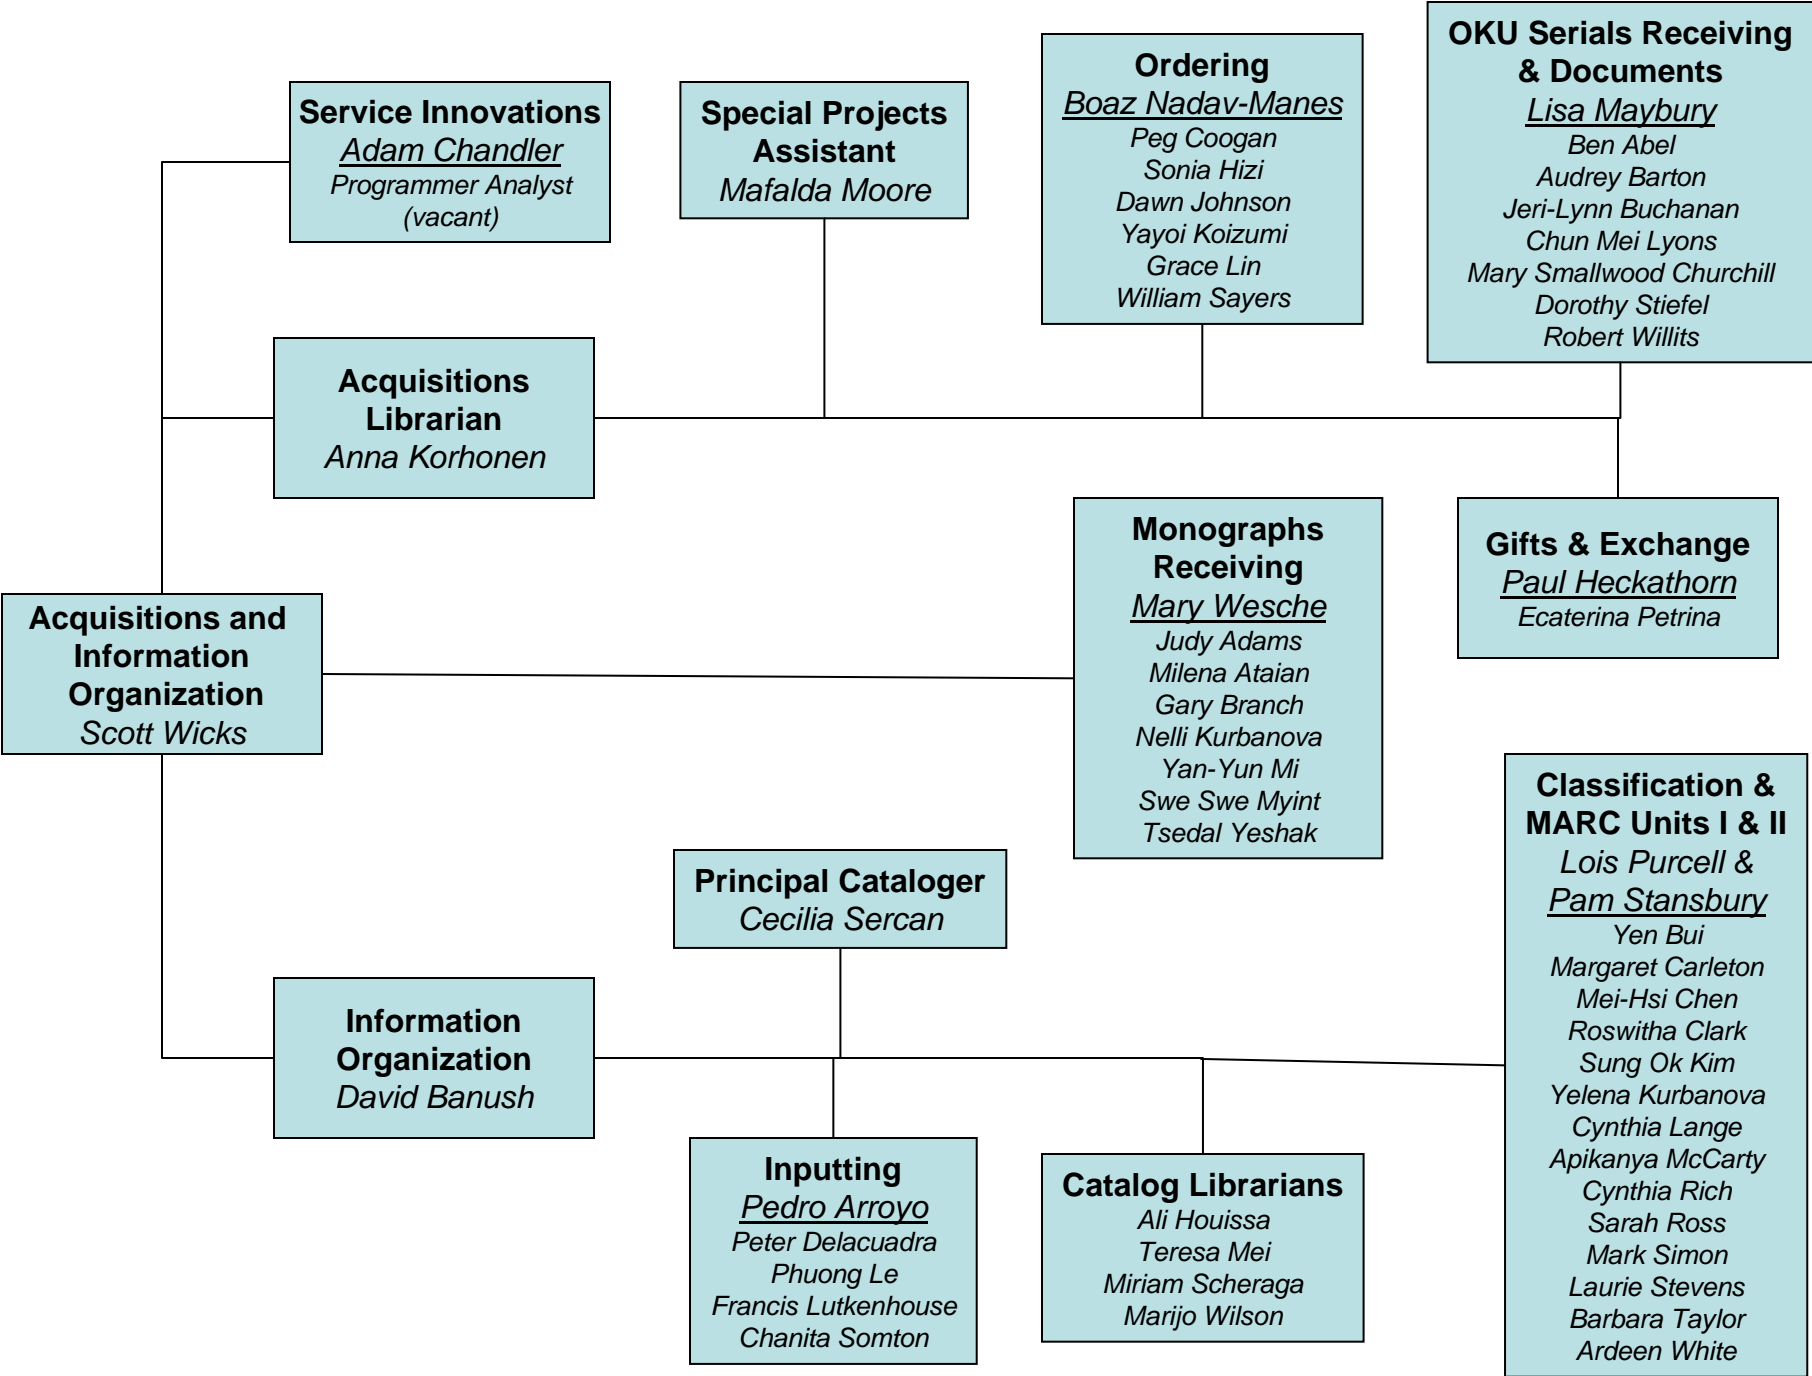 Service Innovations
Adam Chandler
Programmer Analyst
(vacant)
Special Projects
Assistant
Mafalda Moore
Ordering
Boaz Nadav-Manes
Peg Coogan
Sonia Hizi
Dawn Johnson
Yayoi Koizumi
Grace Lin
William Sayers
OKU Serials Receiving
& Documents
Lisa Maybury
Ben Abel
Audrey Barton
Jeri-Lynn Buchanan
Chun Mei Lyons
Mary Smallwood Churchill
Dorothy Stiefel
Robert Willits
Acquisitions
Librarian
Anna Korhonen
Monographs
Receiving
Mary Wesche
Judy Adams
Milena Ataian
Gary Branch
Nelli Kurbanova
Yan-Yun Mi
Swe Swe Myint
Tsedal Yeshak
Gifts & Exchange
Paul Heckathorn
Ecaterina Petrina
Acquisitions and
Information
Organization
Scott Wicks
Principal Cataloger
Cecilia Sercan
Information
Organization
David Banush
Inputting
Pedro Arroyo
Peter Delacuadra
Phuong Le
Francis Lutkenhouse
Chanita Somton
Catalog Librarians
Ali Houissa
Teresa Mei
Miriam Scheraga
Marijo Wilson
Classification &
MARC Units I & II
Lois Purcell &
Pam Stansbury
Yen Bui
Margaret Carleton
Mei-Hsi Chen
Roswitha Clark
Sung Ok Kim
Yelena Kurbanova
Cynthia Lange
Apikanya McCarty
Cynthia Rich
Sarah Ross
Mark Simon
Laurie Stevens
Barbara Taylor
Ardeen White